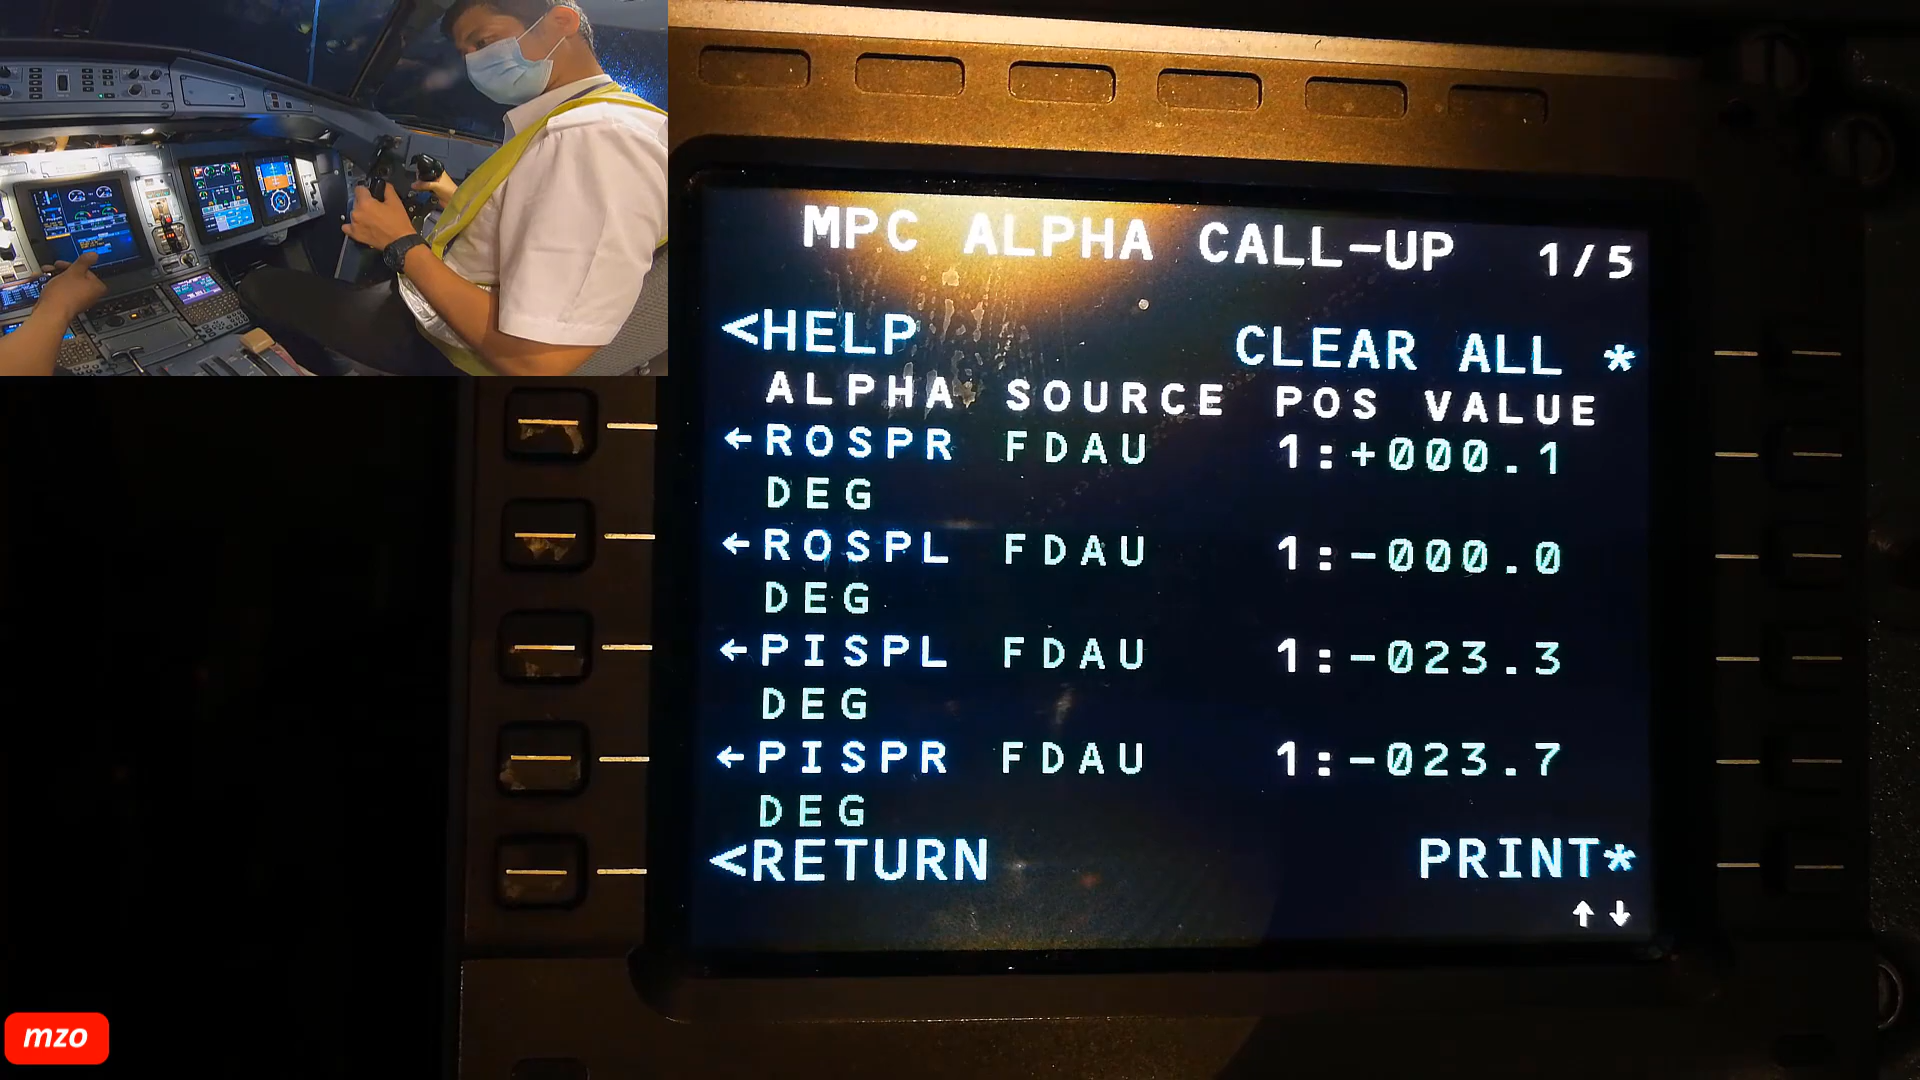 MPC ALPHA CALL-UP 1/5
<HELP CLEAR ALL *
ALPHA SOURCE POS VALUE
←ROSPR FDAU 1:+000.1
DEG
←ROSPL FDAU 1:-000.0
DEG
←PISPL FDAU 1:-023.3
DEG
←PISPR FDAU 1:-023.7
DEG
<RETURN PRINT*
↑↓
mzo